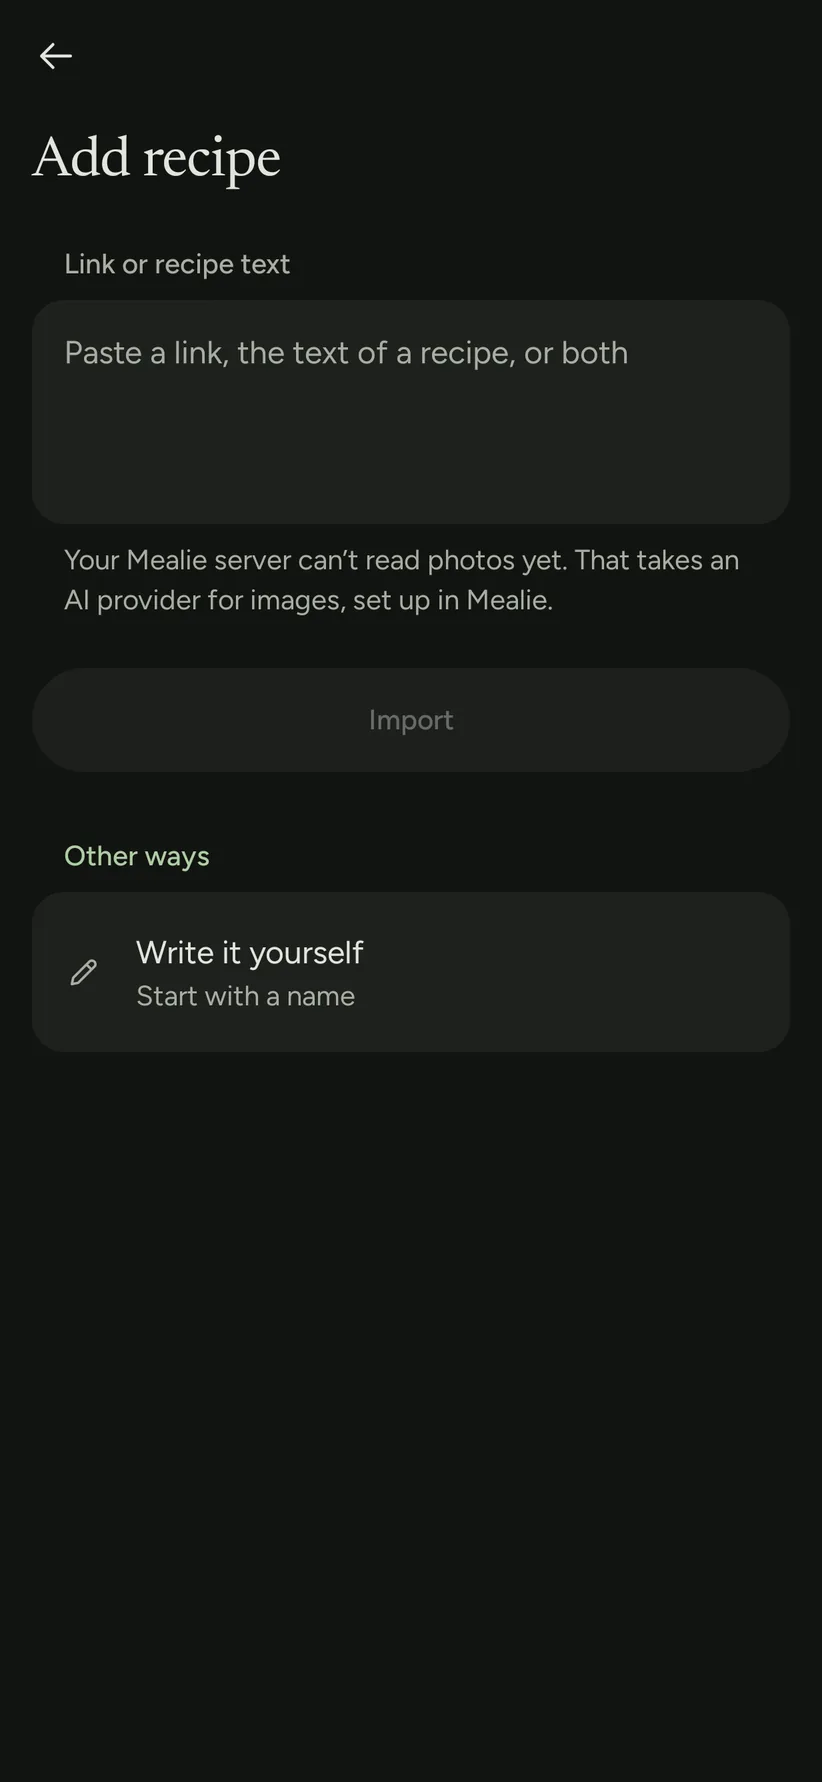 Add recipe
Link or recipe text
Paste a link, the text of a recipe, or both
Your Mealie server can’t read photos yet. That takes an
AI provider for images, set up in Mealie.
Import
Other ways
Write it yourself
Start with a name